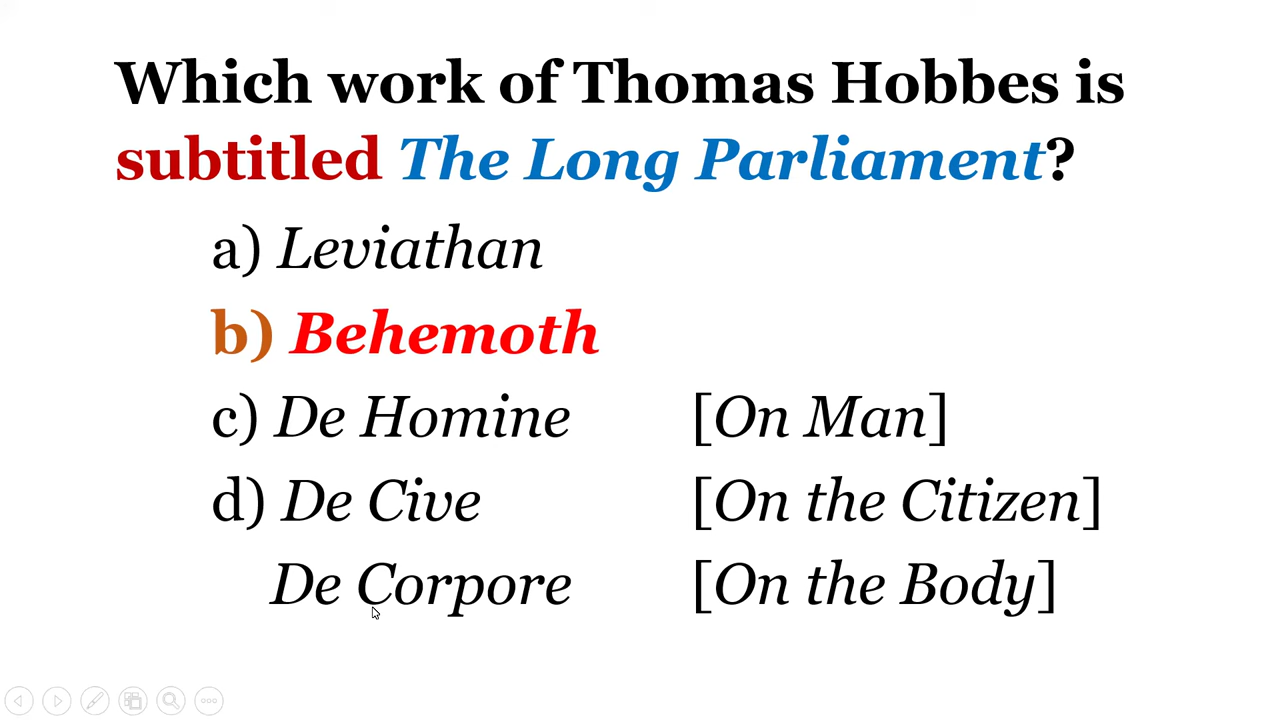 Which work of Thomas Hobbes is
subtitled The Long Parliament?
a) Leviathan
b) Behemoth
c) De Homine [On Man]
d) De Cive [On the Citizen]
De Corpore [On the Body]